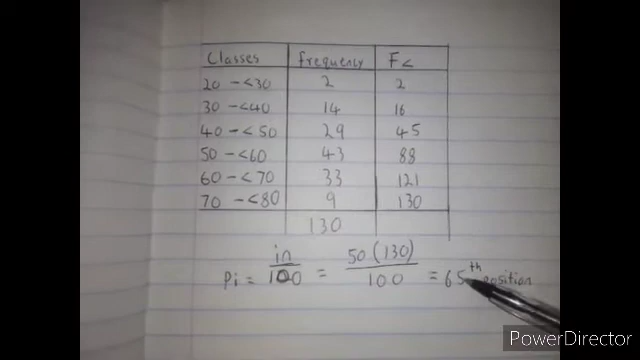 Classes frequency F<
20 -<30 2 2
30 -<40 14 16
40 -<50 29 45
50 -<60 43 88
60 -<70 33 121
70 -<80 9 130
130
Pi = in/100 = 50(130)/100 = 65th position
PowerDirector